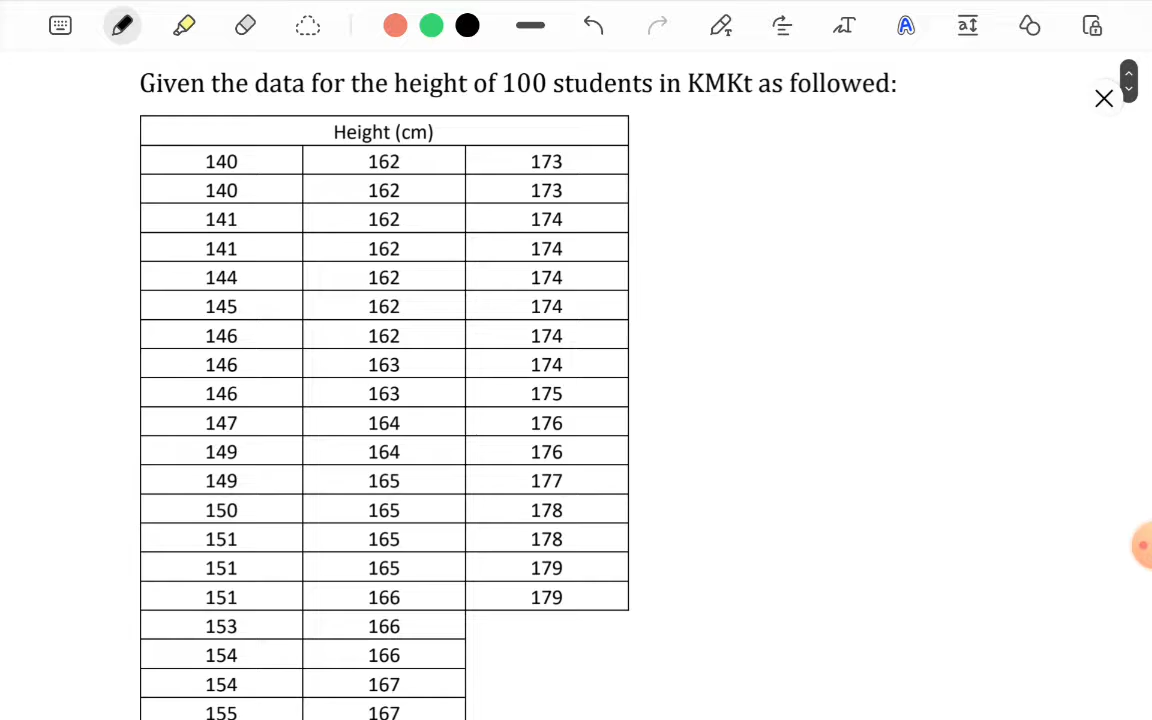 Given the data for the height of 100 students in KMKt as followed:
Height (cm)
140 162 173
140 162 173
141 162 174
141 162 174
144 162 174
145 162 174
146 162 174
146 163 174
146 163 175
147 164 176
149 164 176
149 165 177
150 165 178
151 165 178
151 165 179
151 166 179
153 166
154 166
154 167
155 167